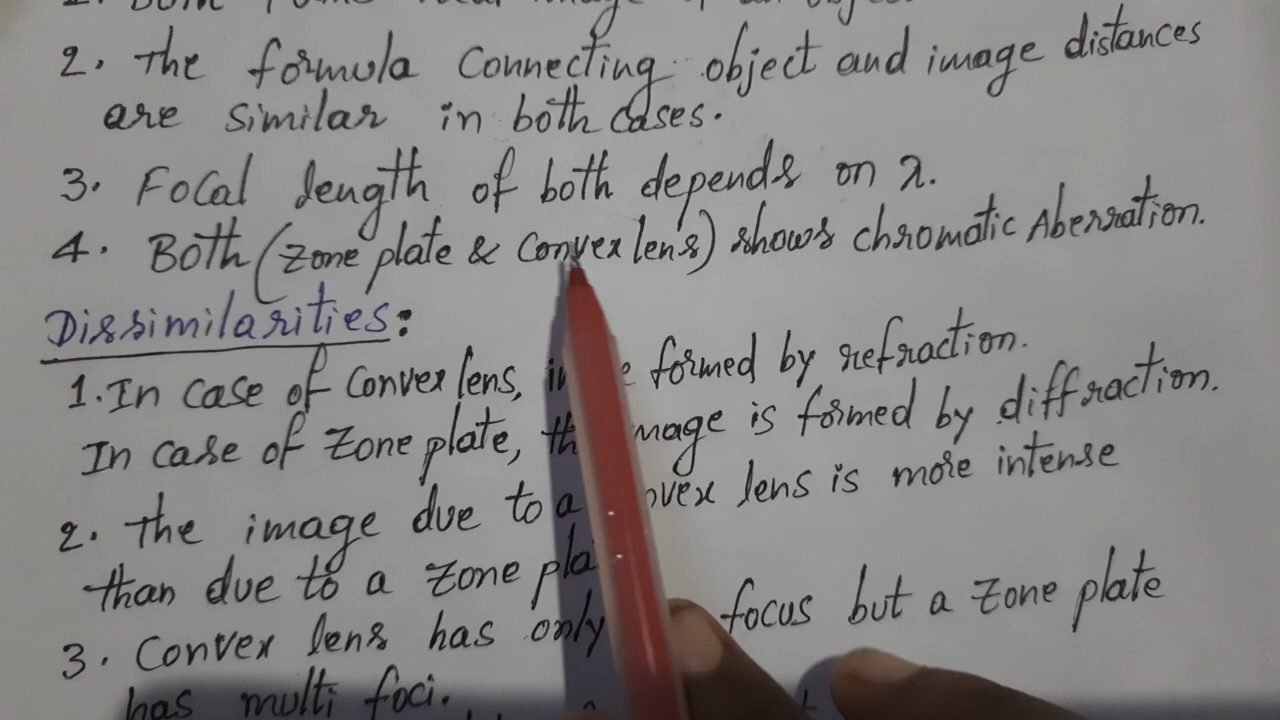 2. The formula Connecting object and image distances
are similar in both cases.
3. Focal length of both depends on λ.
4. Both (Zone plate & Convex lens) shows chromatic Aberration.
Dissimilarities:
1. In case of Convex lens, formed by refraction.
In case of Zone plate, is formed by diffraction.
2. The image due to a lens is more intense
than due to a Zone
3. Convex lens has only focus but a Zone plate
has multi foci.